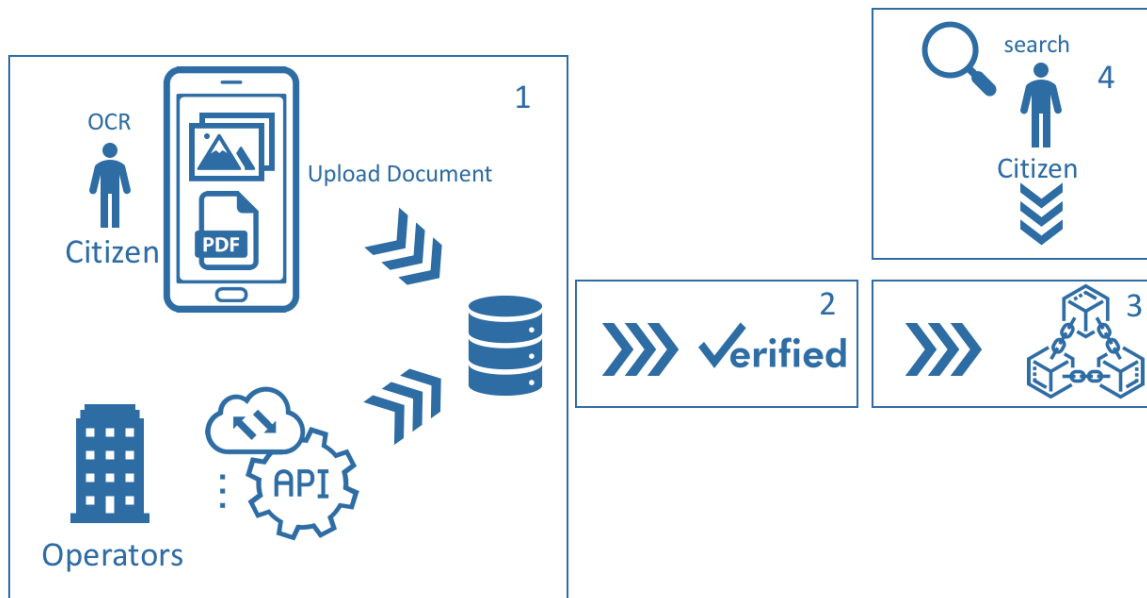 1
OCR
Citizen
Upload Document
PDF
API
Operators
2
Verified
3
search
4
Citizen